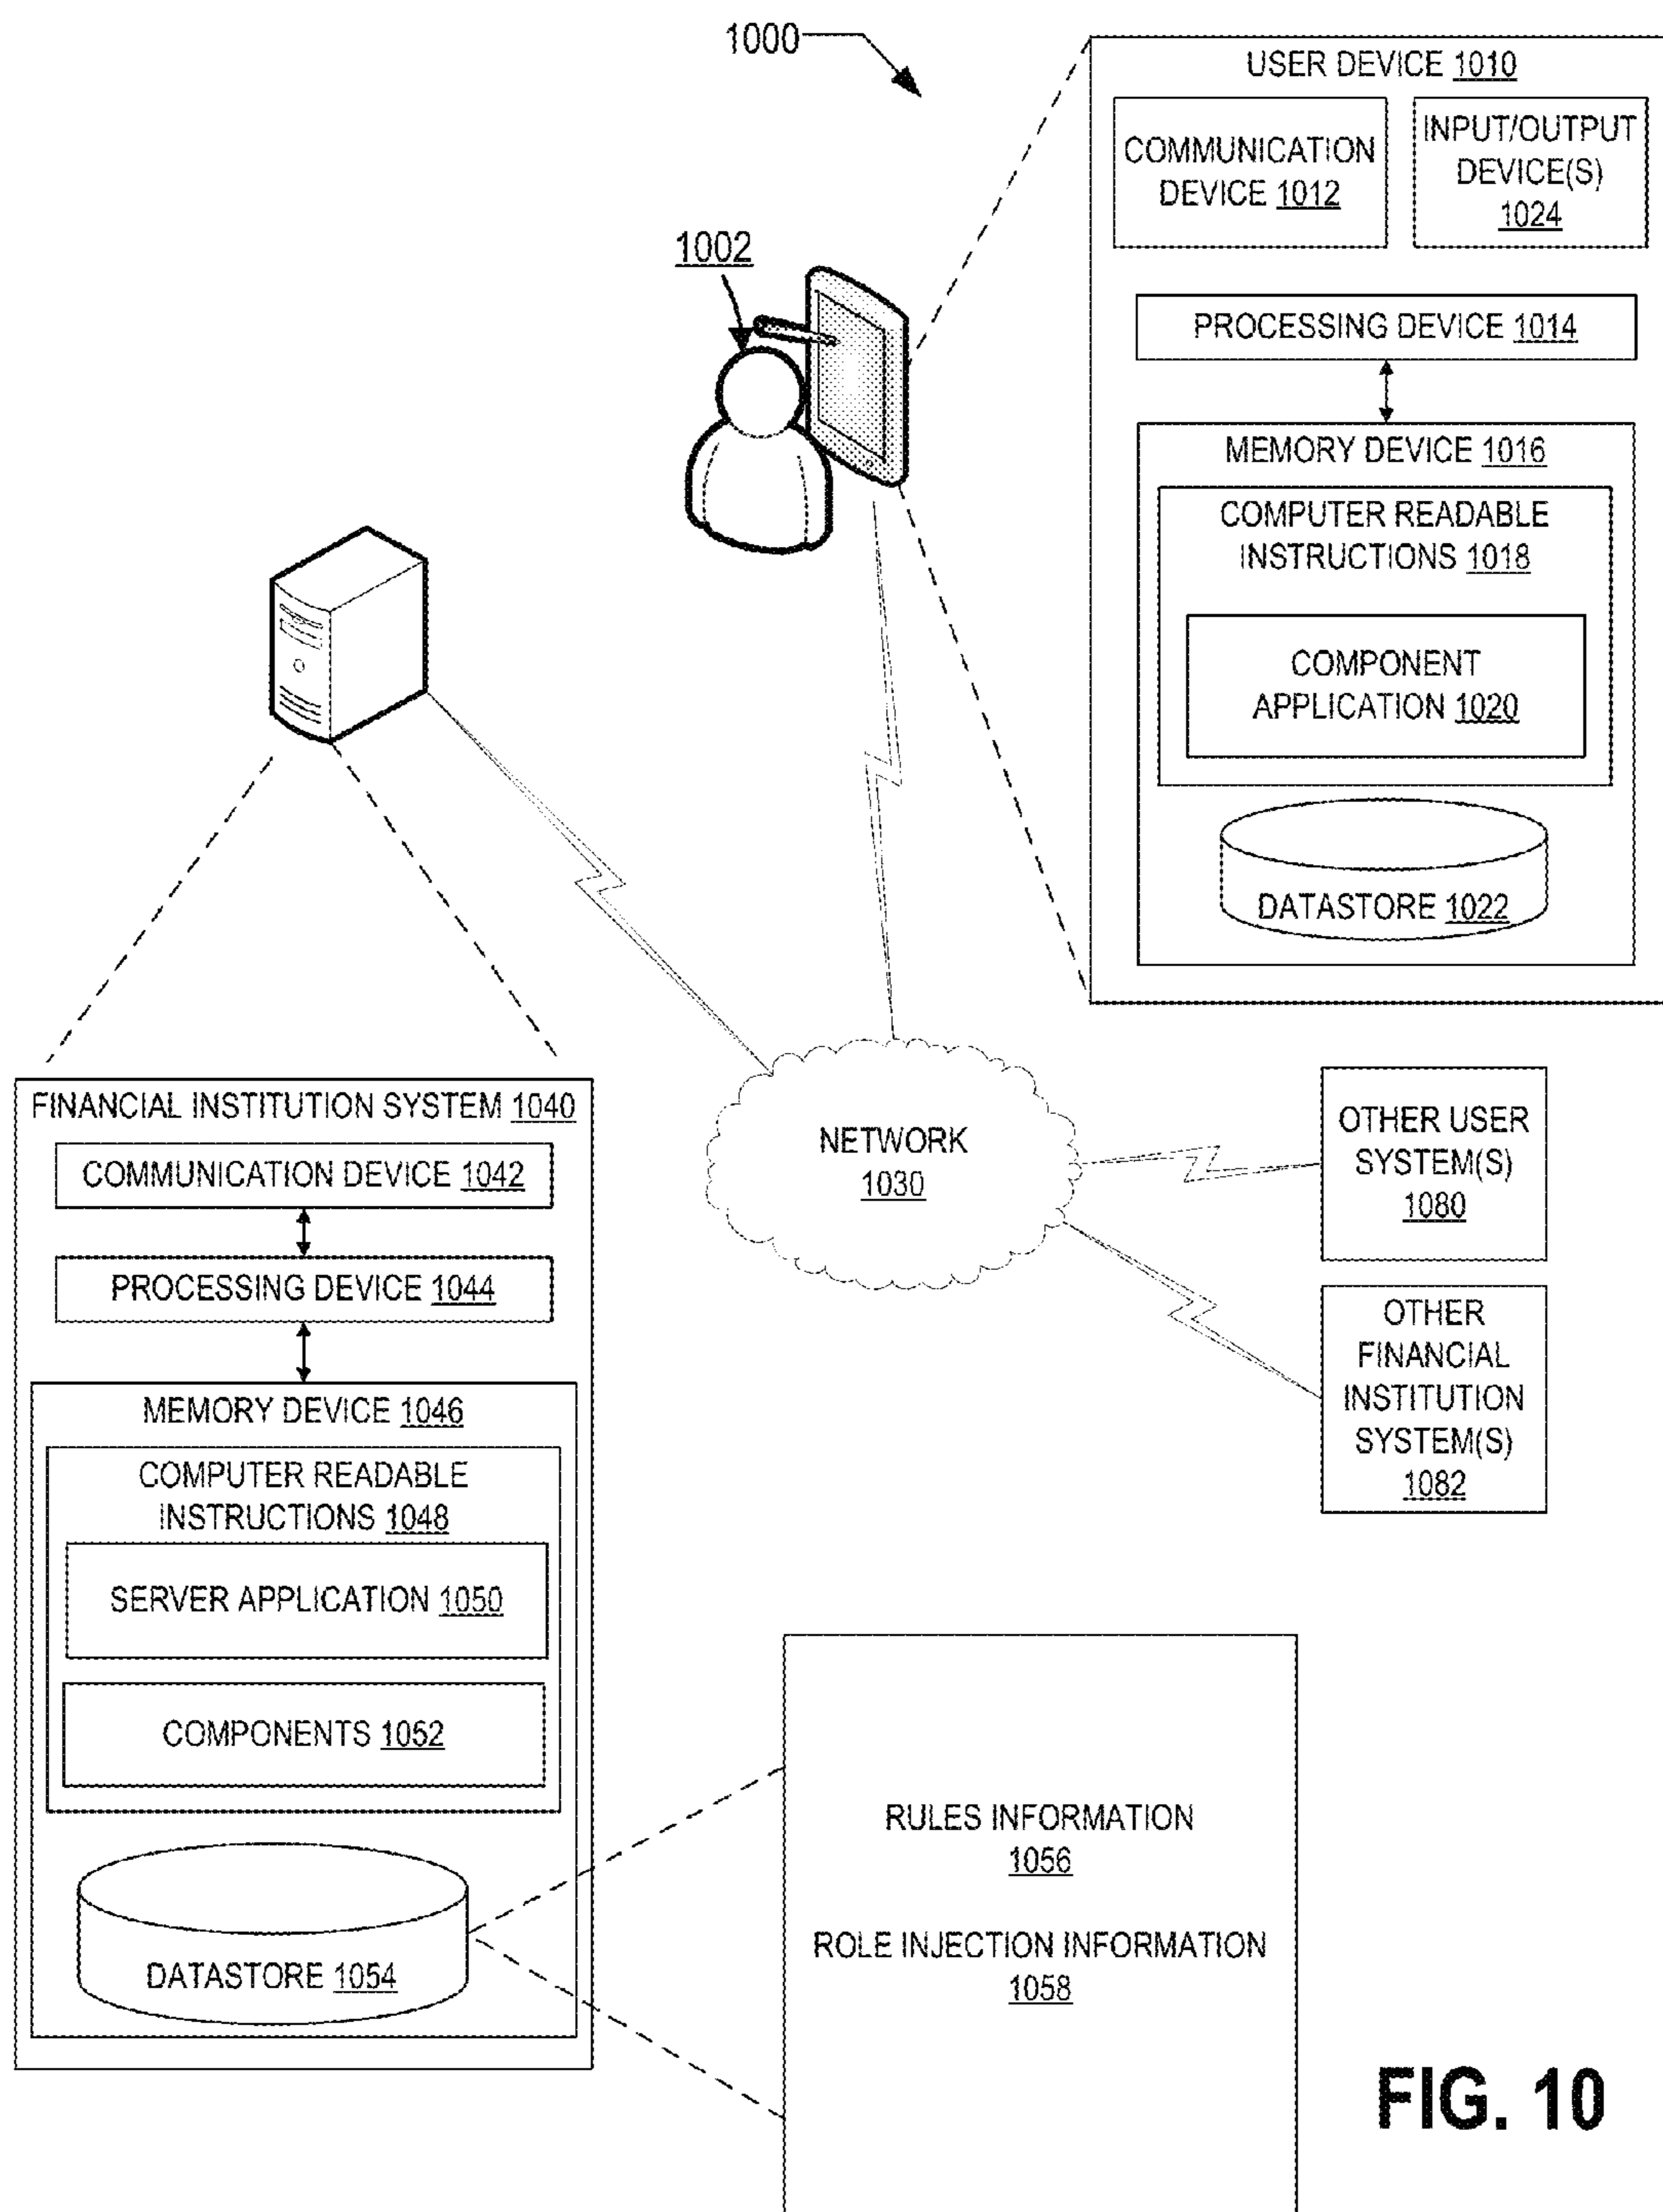 1000
USER DEVICE 1010
COMMUNICATION
DEVICE 1012
INPUT/OUTPUT
DEVICE(S)
1024
1002
PROCESSING DEVICE 1014
MEMORY DEVICE 1016
COMPUTER READABLE
INSTRUCTIONS 1018
COMPONENT
APPLICATION 1020
DATASTORE 1022
FINANCIAL INSTITUTION SYSTEM 1040
COMMUNICATION DEVICE 1042
PROCESSING DEVICE 1044
MEMORY DEVICE 1046
COMPUTER READABLE
INSTRUCTIONS 1048
SERVER APPLICATION 1050
COMPONENTS 1052
DATASTORE 1054
NETWORK
1030
OTHER USER
SYSTEM(S)
1080
OTHER
FINANCIAL
INSTITUTION
SYSTEM(S)
1082
RULES INFORMATION
1056
ROLE INJECTION INFORMATION
1058
FIG. 10